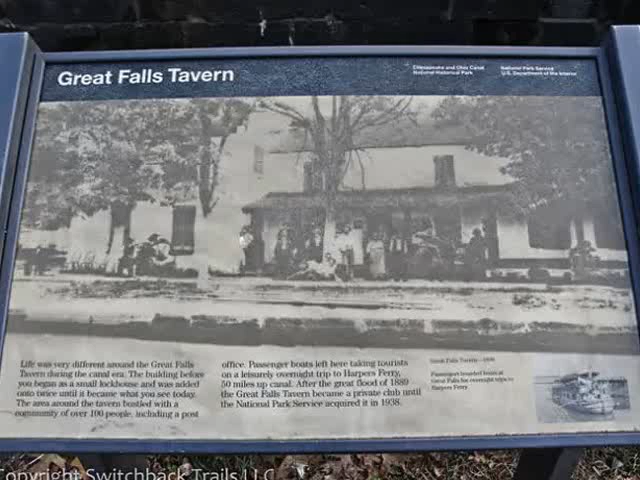 Great Falls Tavern
Chesapeake and Ohio Canal
National Historical Park
National Park Service
U.S. Department of the Interior
Life was very different around the Great Falls
Tavern during the canal era. The building before
you began as a small lockhouse and was added
onto twice until it became what you see today.
The area around the tavern bustled with a
community of over 100 people, including a post
office. Passenger boats left here taking tourists
on a leisurely overnight trip to Harpers Ferry,
50 miles up canal. After the great flood of 1889
the Great Falls Tavern became a private club until
the National Park Service acquired it in 1938.
Great Falls Tavern
Passenger boarded boats at
Great Falls for overnight trips to
Harpers Ferry
Copyright Switchback Trails LLC